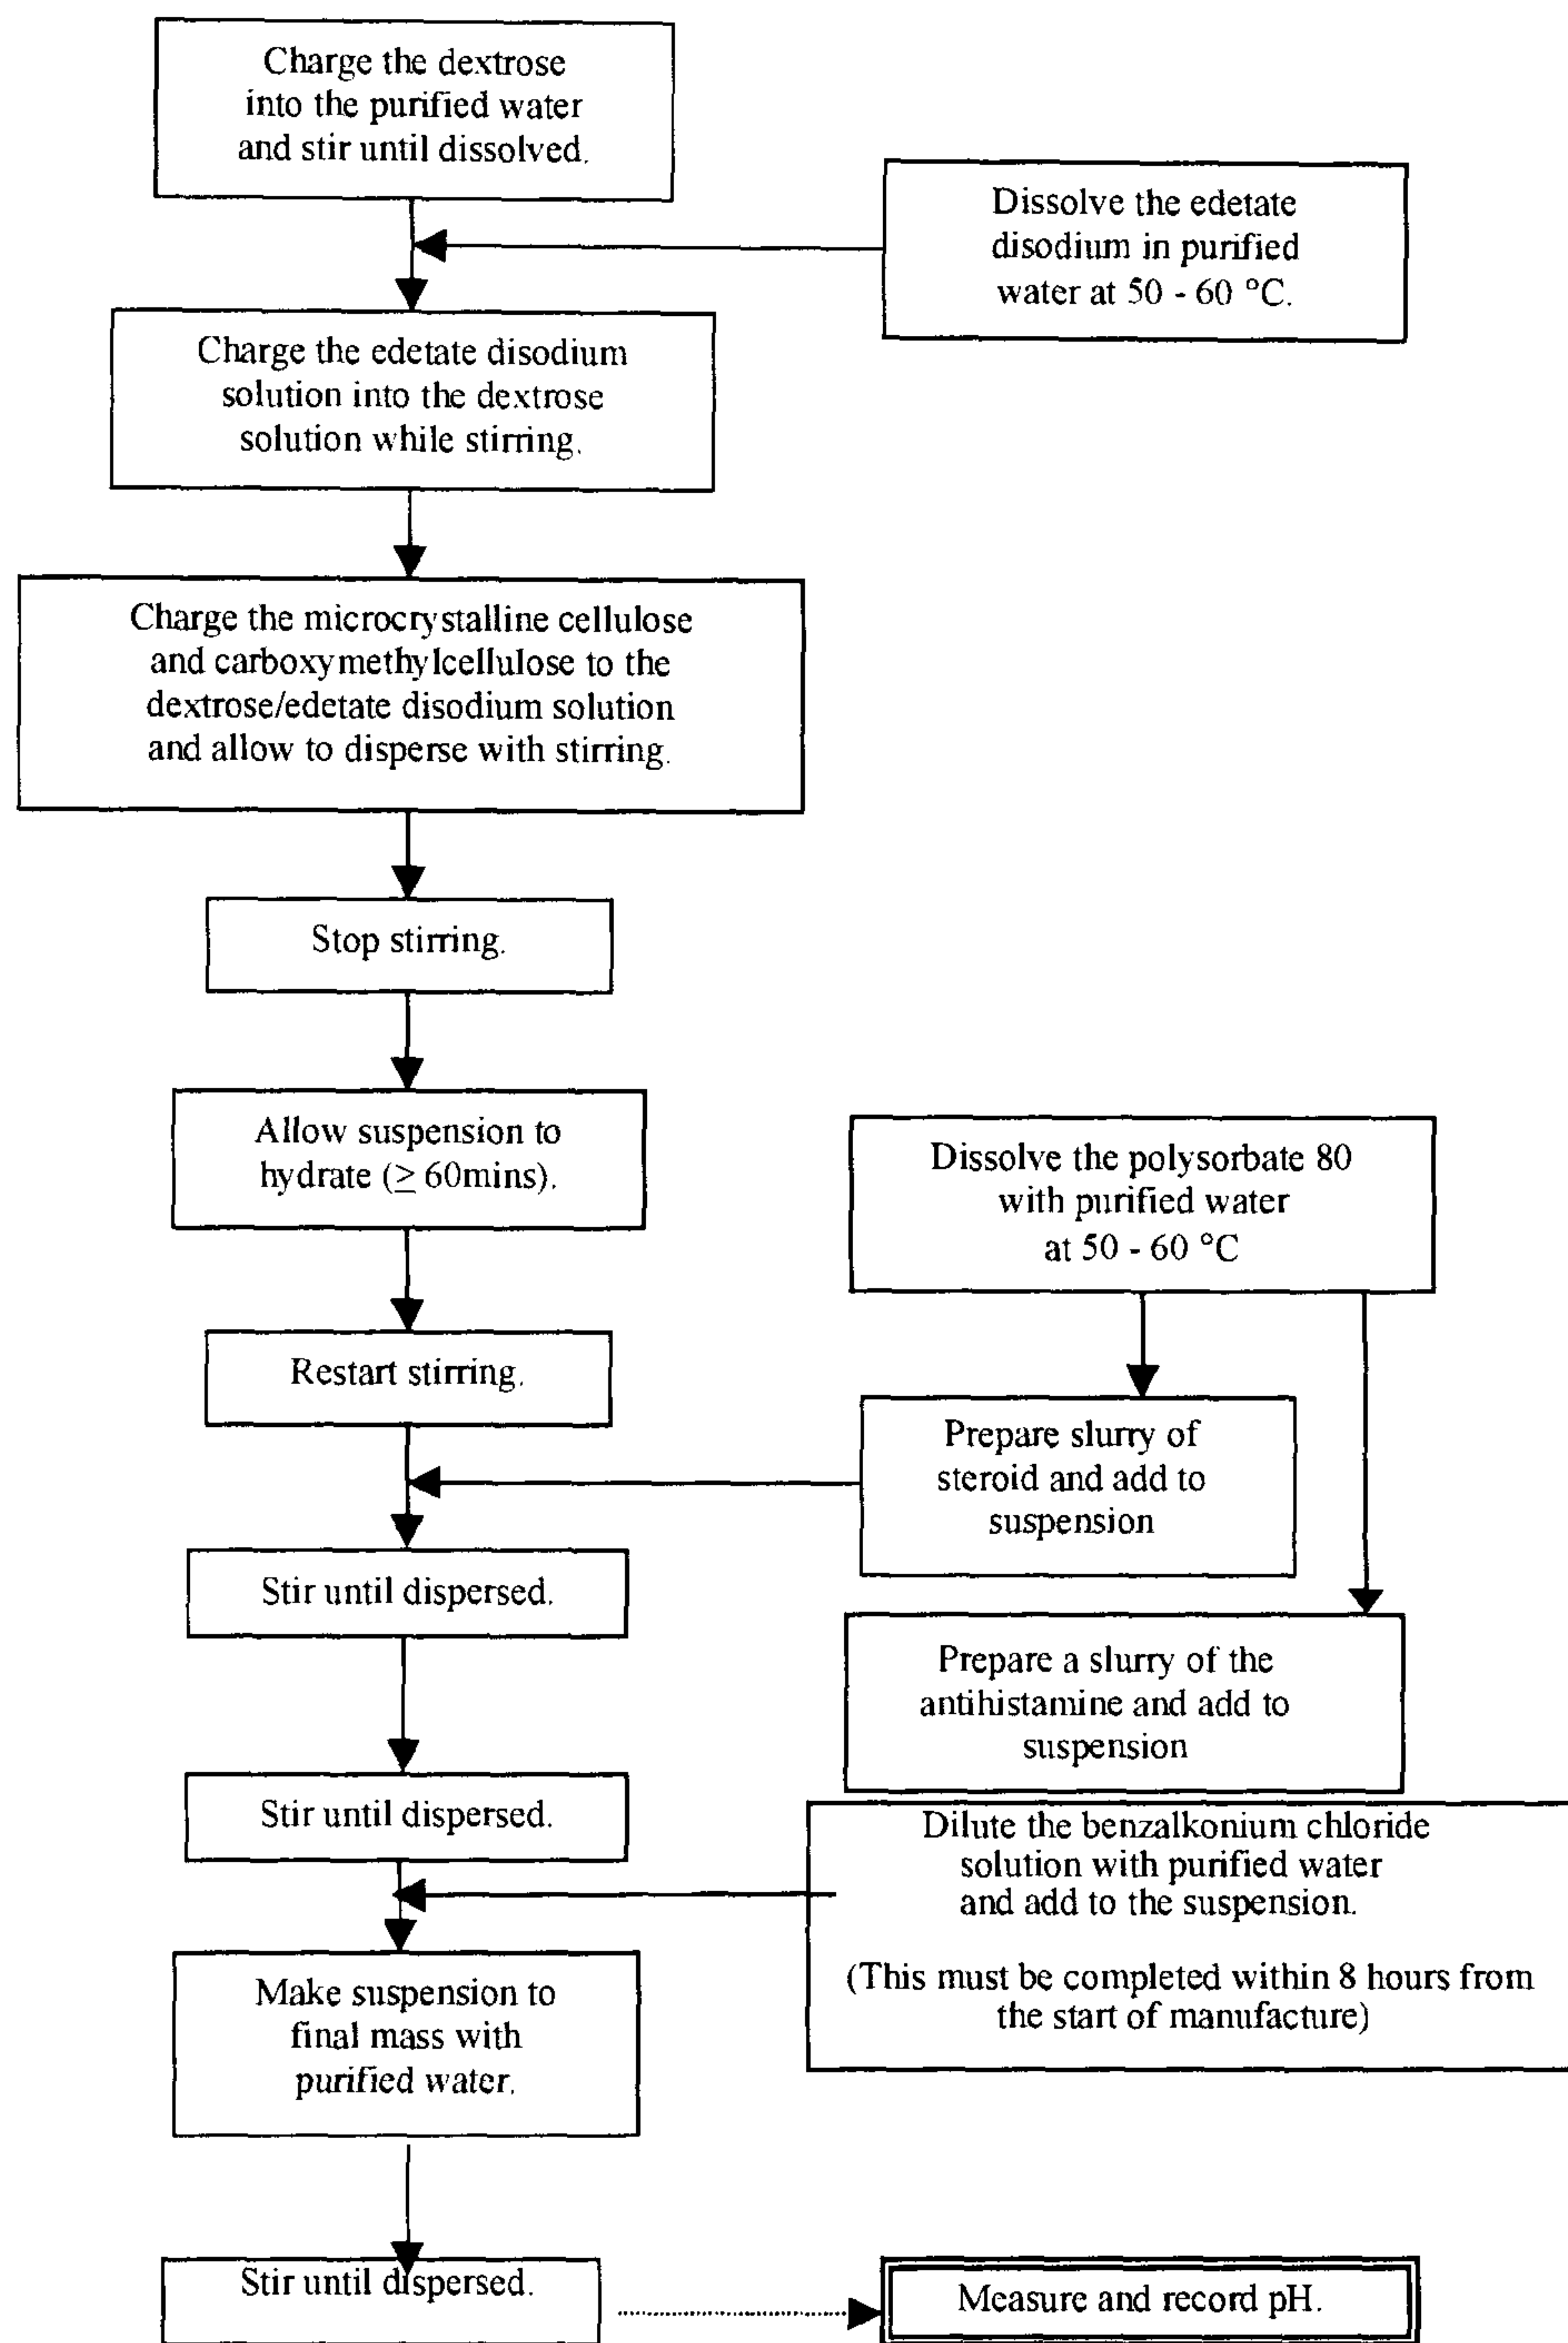 Charge the dextrose
into the purified water
and stir until dissolved.
Dissolve the edetate
disodium in purified
water at 50 - 60 °C.
Charge the edetate disodium
solution into the dextrose
solution while stirring.
Charge the microcrystalline cellulose
and carboxymethylcellulose to the
dextrose/edetate disodium solution
and allow to disperse with stirring.
Stop stirring.
Allow suspension to
hydrate (≥ 60mins).
Dissolve the polysorbate 80
with purified water
at 50 - 60 °C
Restart stirring.
Prepare slurry of
steroid and add to
suspension
Stir until dispersed.
Prepare a slurry of the
antihistamine and add to
suspension
Stir until dispersed.
Dilute the benzalkonium chloride
solution with purified water
and add to the suspension.
(This must be completed within 8 hours from
the start of manufacture)
Make suspension to
final mass with
purified water.
Stir until dispersed.
Measure and record pH.